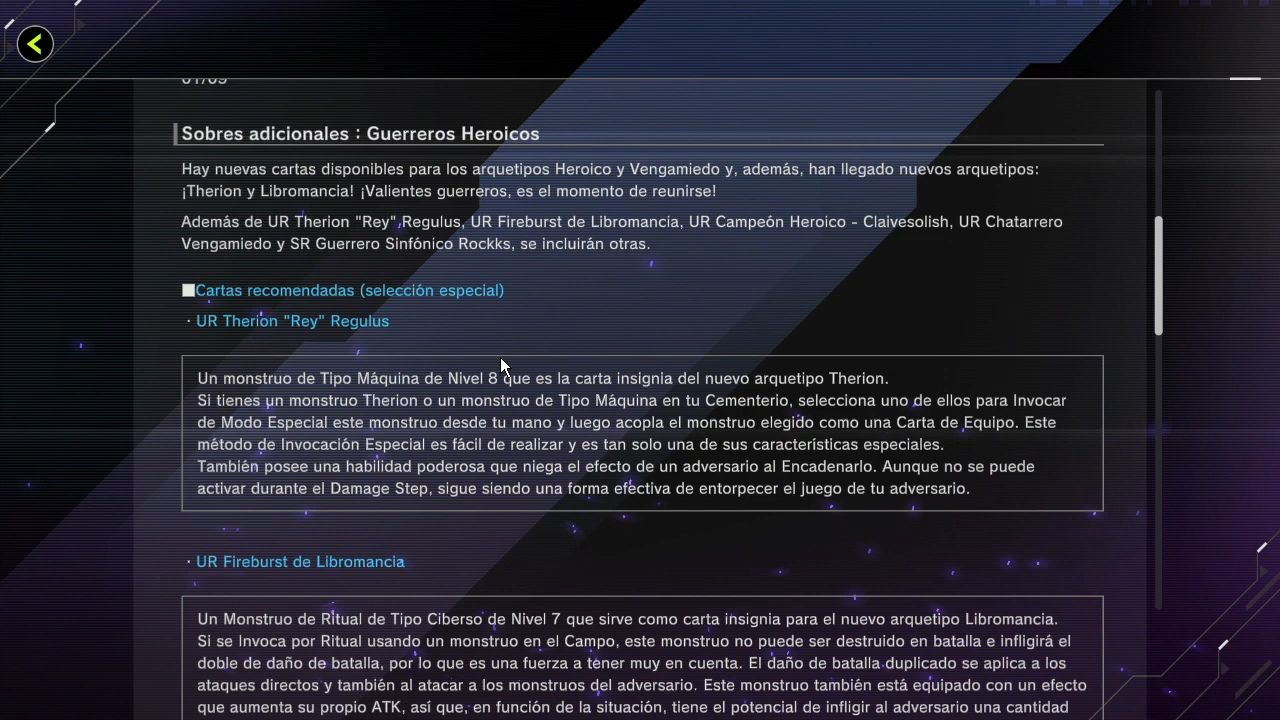 01/09
Sobres adicionales : Guerreros Heroicos
Hay nuevas cartas disponibles para los arquetipos Heroico y Vengamiedo y, además, han llegado nuevos arquetipos:
¡Therion y Libromancia! ¡Valientes guerreros, es el momento de reunirse!
Además de UR Therion "Rey" Regulus, UR Fireburst de Libromancia, UR Campeón Heroico - Claivesolish, UR Chatarrero
Vengamiedo y SR Guerrero Sinfónico Rockks, se incluirán otras.
■Cartas recomendadas (selección especial)
· UR Therion "Rey" Regulus
Un monstruo de Tipo Máquina de Nivel 8 que es la carta insignia del nuevo arquetipo Therion.
Si tienes un monstruo Therion o un monstruo de Tipo Máquina en tu Cementerio, selecciona uno de ellos para Invocar
de Modo Especial este monstruo desde tu mano y luego acopla el monstruo elegido como una Carta de Equipo. Este
método de Invocación Especial es fácil de realizar y es tan solo una de sus características especiales.
También posee una habilidad poderosa que niega el efecto de un adversario al Encadenarlo. Aunque no se puede
activar durante el Damage Step, sigue siendo una forma efectiva de entorpecer el juego de tu adversario.
· UR Fireburst de Libromancia
Un Monstruo de Ritual de Tipo Ciberso de Nivel 7 que sirve como carta insignia para el nuevo arquetipo Libromancia.
Si se Invoca por Ritual usando un monstruo en el Campo, este monstruo no puede ser destruido en batalla e infligirá el
doble de daño de batalla, por lo que es una fuerza a tener muy en cuenta. El daño de batalla duplicado se aplica a los
ataques directos y también al atacar a los monstruos del adversario. Este monstruo también está equipado con un efecto
que aumenta su propio ATK, así que, en función de la situación, tiene el potencial de infligir al adversario una cantidad